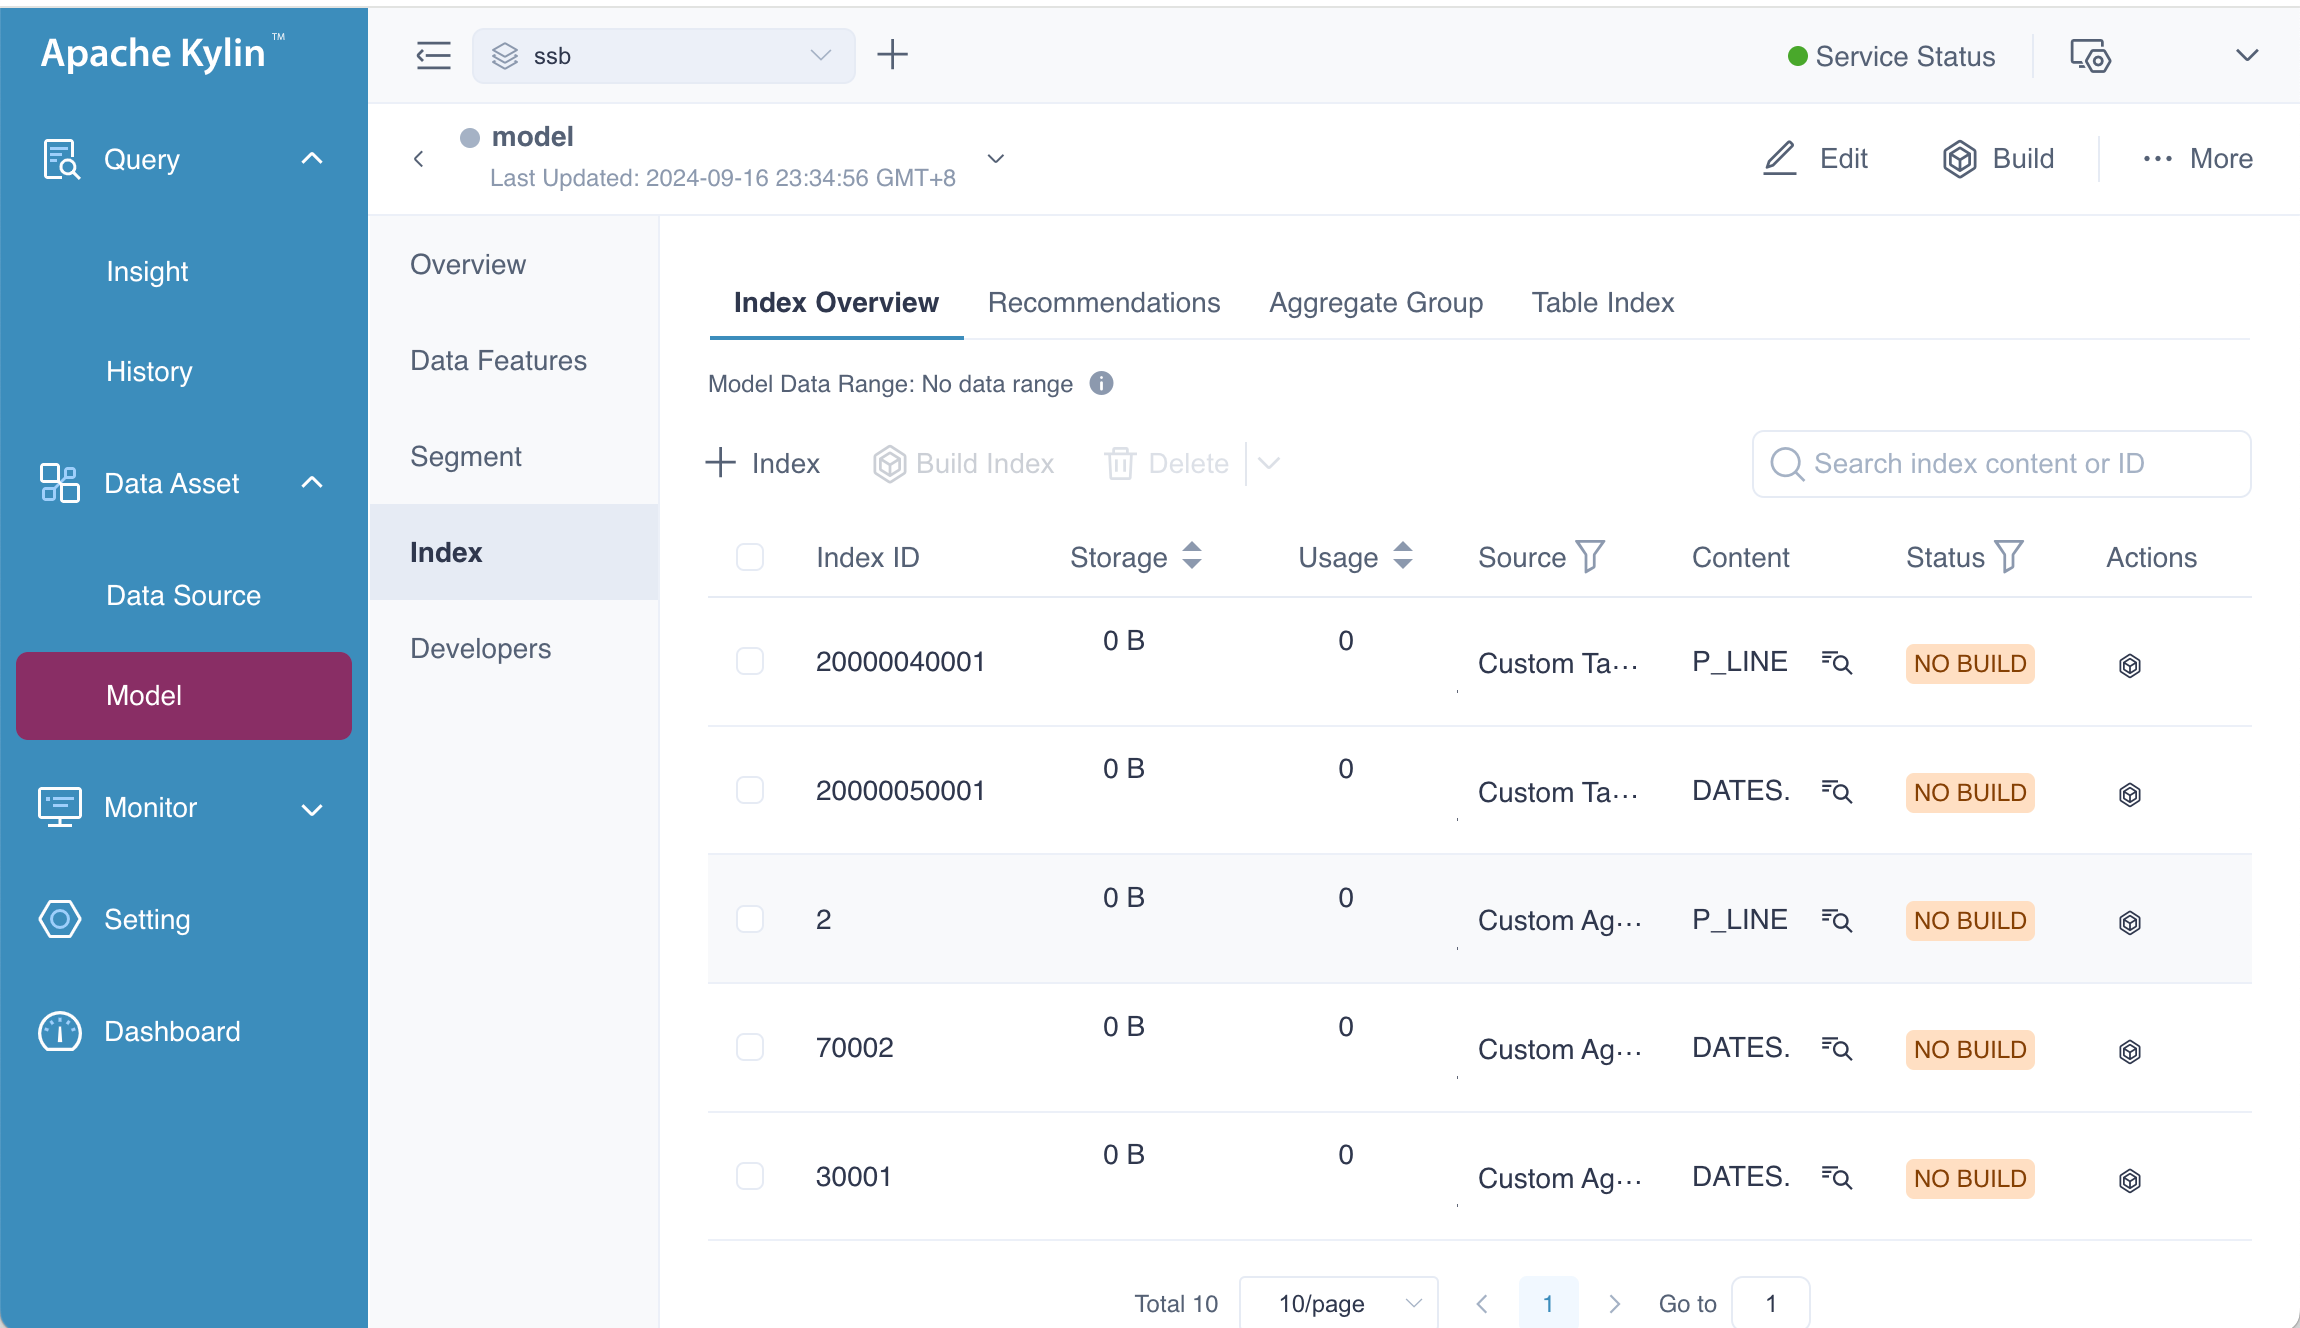 Apache Kylin ™
ssb
Service Status
Query
Insight
History
Data Asset
Data Source
Model
Monitor
Setting
Dashboard
model
Last Updated: 2024-09-16 23:34:56 GMT+8
Edit
Build
··· More
Overview
Data Features
Segment
Index
Developers
Index Overview Recommendations Aggregate Group Table Index
Model Data Range: No data range
Index Build Index Delete
Search index content or ID
Index ID Storage Usage Source Content Status Actions
20000040001 0 B 0 Custom Ta··· P_LINE NO BUILD
20000050001 0 B 0 Custom Ta··· DATES. NO BUILD
2 0 B 0 Custom Ag··· P_LINE NO BUILD
70002 0 B 0 Custom Ag··· DATES. NO BUILD
30001 0 B 0 Custom Ag··· DATES. NO BUILD
Total 10 10/page 1 Go to 1